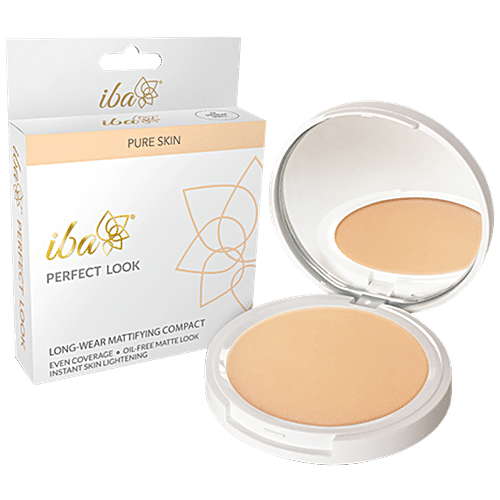 iba®
PURE SKIN
iba®
PERFECT LOOK
LONG-WEAR MATTIFYING COMPACT
EVEN COVERAGE • OIL-FREE MATTE LOOK
INSTANT SKIN LIGHTENING
iba
PERFECT LOOK